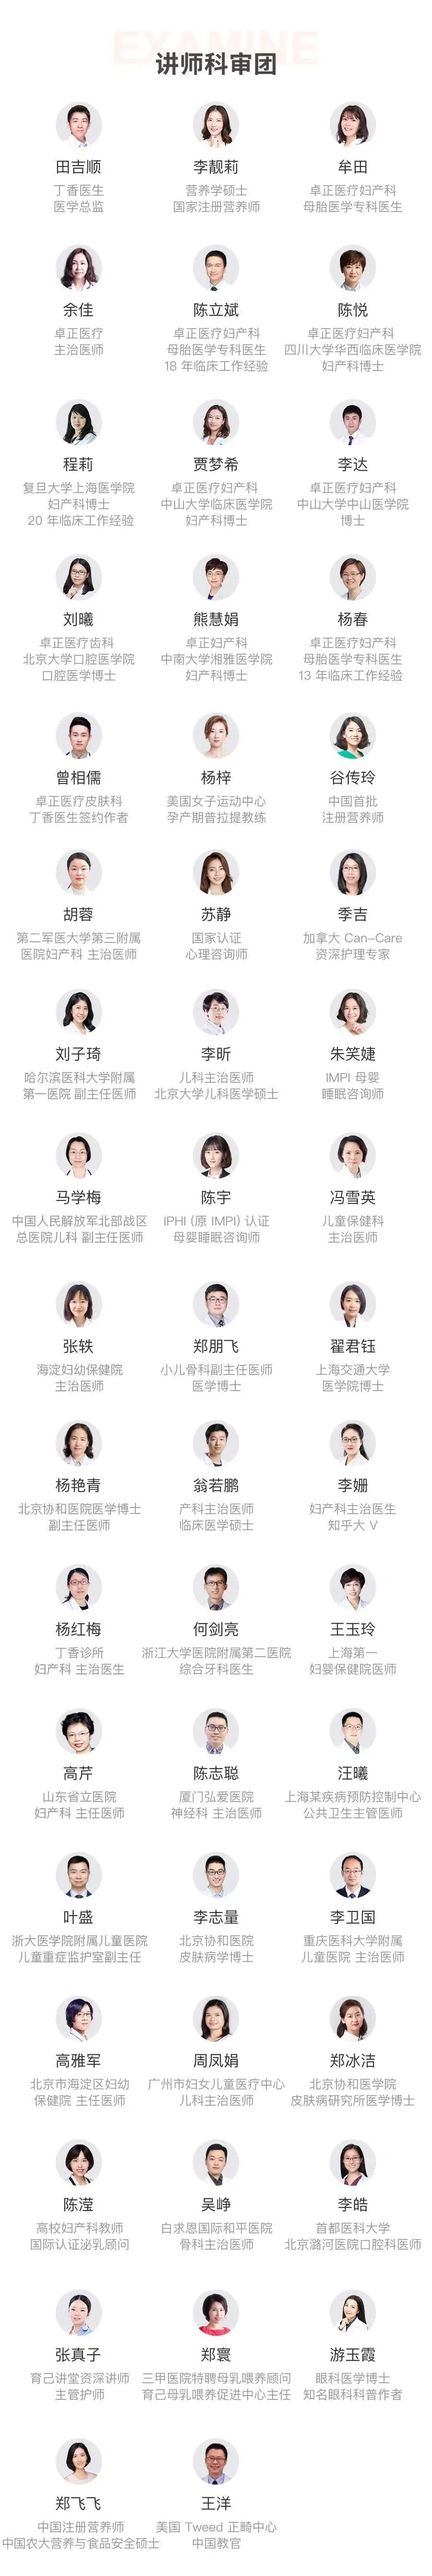 EXAMINE
讲师科审团
田吉顺
丁香医生
医学总监
李靓莉
营养学硕士
国家注册营养师
牟田
卓正医疗妇产科
母胎医学专科医生
余佳
卓正医疗
主治医师
陈立斌
卓正医疗妇产科
母胎医学专科医生
18 年临床工作经验
陈悦
卓正医疗妇产科
四川大学华西临床医学院
妇产科博士
程莉
复旦大学上海医学院
妇产科博士
20 年临床工作经验
贾梦希
卓正医疗妇产科
中山大学临床医学院
妇产科博士
李达
卓正医疗妇产科
中山大学中山医学院
博士
刘曦
卓正医疗齿科
北京大学口腔医学院
口腔医学博士
熊慧娟
卓正妇产科
中南大学湘雅医学院
妇产科博士
杨春
卓正医疗妇产科
母胎医学专科医生
13 年临床工作经验
曾相儒
卓正医疗皮肤科
丁香医生签约作者
杨梓
美国女子运动中心
孕产期普拉提教练
谷传玲
中国首批
注册营养师
胡蓉
第二军医大学第三附属
医院妇产科 主治医师
苏静
国家认证
心理咨询师
季吉
加拿大 Can-Care
资深护理专家
刘子琦
哈尔滨医科大学附属
第一医院 副主任医师
李昕
儿科主治医师
北京大学儿科医学硕士
朱笑婕
IMPI 母婴
睡眠咨询师
马学梅
中国人民解放军北部战区
总医院儿科 副主任医师
陈宇
IPHI (原 IMPI) 认证
母婴睡眠咨询师
冯雪英
儿童保健科
主治医师
张轶
海淀妇幼保健院
主治医师
郑朋飞
小儿骨科副主任医师
医学博士
翟君钰
上海交通大学
医学院博士
杨艳青
北京协和医院医学博士
副主任医师
翁若鹏
产科主治医师
临床医学硕士
李姗
妇产科主治医生
知乎大 V
杨红梅
丁香诊所
妇产科 主治医生
何剑亮
浙江大学医院附属第二医院
综合牙科医生
王玉玲
上海第一
妇婴保健院医师
高芹
山东省立医院
妇产科 主任医师
陈志聪
厦门弘爱医院
神经科 主治医师
汪曦
上海某疾病预防控制中心
公共卫生主管医师
叶盛
浙大医学院附属儿童医院
儿童重症监护室副主任
李志量
北京协和医院
皮肤病学博士
李卫国
重庆医科大学附属
儿童医院 主治医师
高雅军
北京市海淀区妇幼
保健院 主任医师
周凤娟
广州市妇女儿童医疗中心
儿科主治医师
郑冰洁
北京协和医学院
皮肤病研究所医学博士
陈滢
高校妇产科教师
国际认证泌乳顾问
吴峥
白求恩国际和平医院
骨科主治医师
李皓
首都医科大学
北京潞河医院口腔科医师
张真子
育己讲堂资深讲师
主管护师
郑寰
三甲医院特聘母乳喂养顾问
育己母乳喂养促进中心主任
游玉霞
眼科医学博士
知名眼科科普作者
郑飞飞
中国注册营养师
中国农大营养与食品安全硕士
王洋
美国 Tweed 正畸中心
中国教官